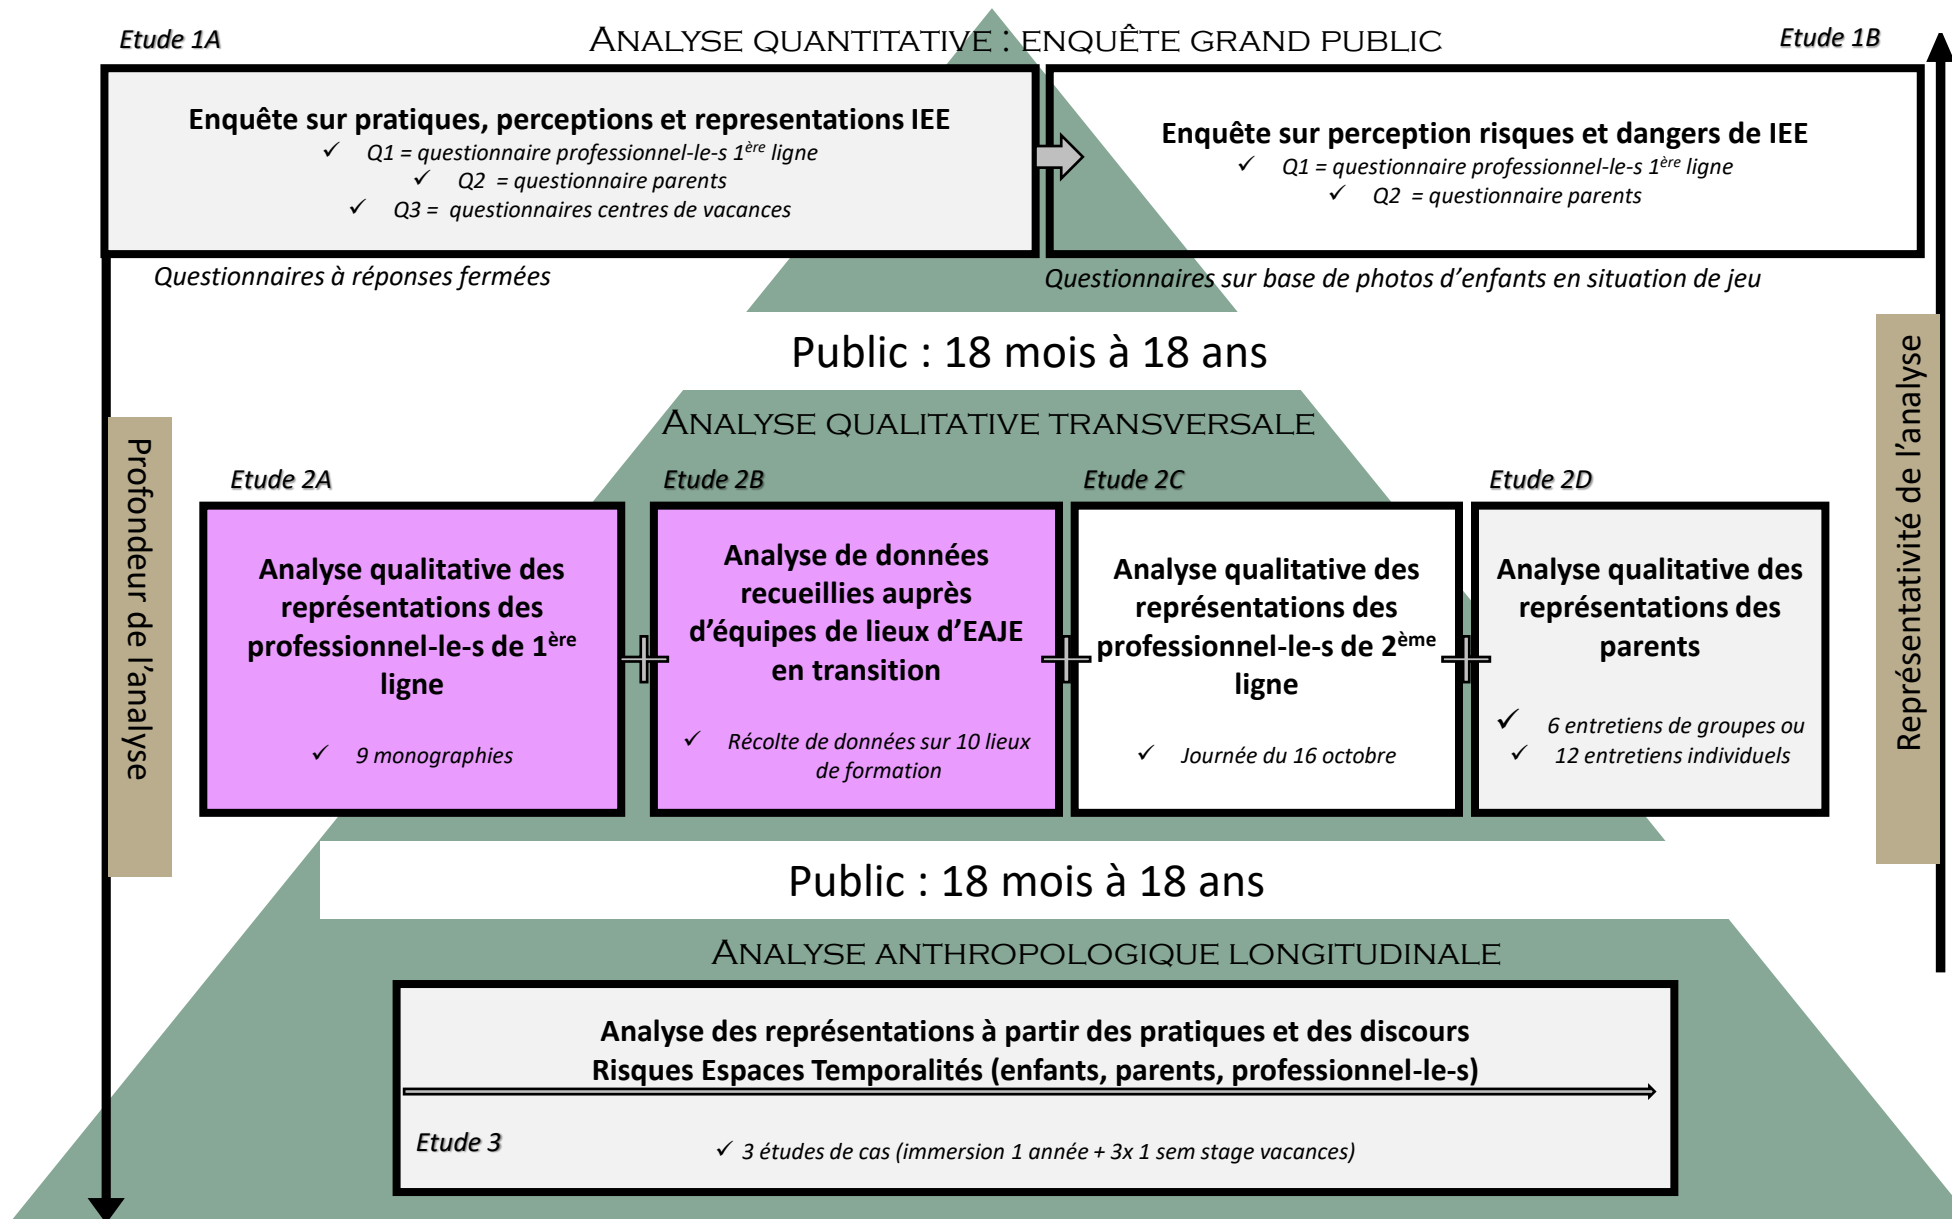 Etude 1A
ANALYSE QUANTITATIVE : ENQUÊTE GRAND PUBLIC
Etude 1B
Enquête sur pratiques, perceptions et representations IEE
✓ Q1 = questionnaire professionnel-le-s 1ère ligne
✓ Q2 = questionnaire parents
✓ Q3 = questionnaires centres de vacances
Enquête sur perception risques et dangers de IEE
✓ Q1 = questionnaire professionnel-le-s 1ère ligne
✓ Q2 = questionnaire parents
Questionnaires à réponses fermées
Questionnaires sur base de photos d'enfants en situation de jeu
Public : 18 mois à 18 ans
Profondeur de l'analyse
Représentativité de l'analyse
ANALYSE QUALITATIVE TRANSVERSALE
Etude 2A
Analyse qualitative des
représentations des
professionnel-le-s de 1ère
ligne
✓ 9 monographies
Etude 2B
Analyse de données
recueillies auprès
d'équipes de lieux d'EAJE
en transition
✓ Récolte de données sur 10 lieux
de formation
Etude 2C
Analyse qualitative des
représentations des
professionnel-le-s de 2ème
ligne
✓ Journée du 16 octobre
Etude 2D
Analyse qualitative des
représentations des
parents
✓ 6 entretiens de groupes ou
✓ 12 entretiens individuels
Public : 18 mois à 18 ans
ANALYSE ANTHROPOLOGIQUE LONGITUDINALE
Analyse des représentations à partir des pratiques et des discours
Risques Espaces Temporalités (enfants, parents, professionnel-le-s)
Etude 3
✓ 3 études de cas (immersion 1 année + 3x 1 sem stage vacances)